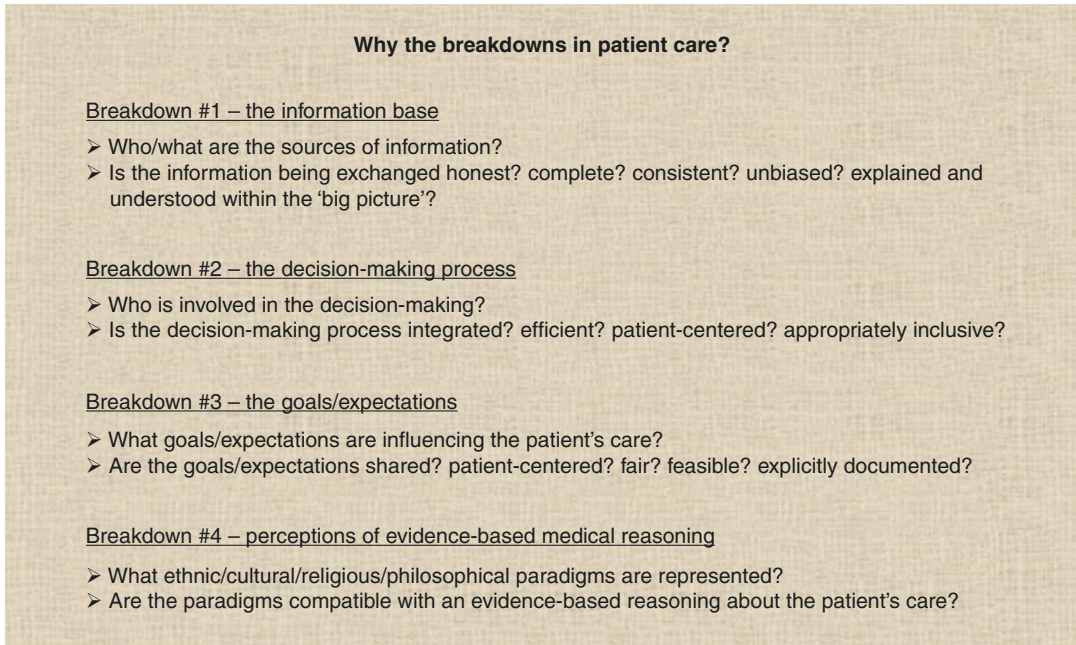 Why the breakdowns in patient care?
Breakdown #1 – the information base
➢ Who/what are the sources of information?
➢ Is the information being exchanged honest? complete? consistent? unbiased? explained and
understood within the ‘big picture’?
Breakdown #2 – the decision-making process
➢ Who is involved in the decision-making?
➢ Is the decision-making process integrated? efficient? patient-centered? appropriately inclusive?
Breakdown #3 – the goals/expectations
➢ What goals/expectations are influencing the patient’s care?
➢ Are the goals/expectations shared? patient-centered? fair? feasible? explicitly documented?
Breakdown #4 – perceptions of evidence-based medical reasoning
➢ What ethnic/cultural/religious/philosophical paradigms are represented?
➢ Are the paradigms compatible with an evidence-based reasoning about the patient’s care?